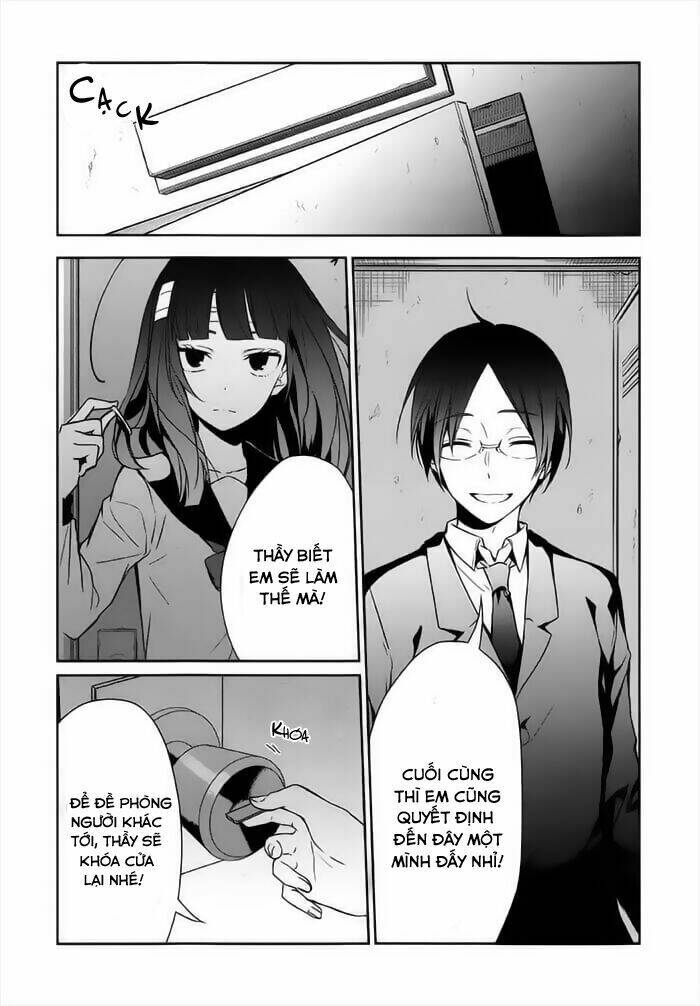 CẠCK
THẦY BIẾT
EM SẼ LÀM
THẾ MÀ!
CUỐI CÙNG
THÌ EM CŨNG
QUYẾT ĐỊNH
ĐẾN ĐÂY MỘT
MÌNH ĐẤY NHỈ!
KHÓA
ĐỂ ĐỀ PHÒNG
NGƯỜI KHÁC
TỚI, THẦY SẼ
KHÓA CỬA
LẠI NHÉ!